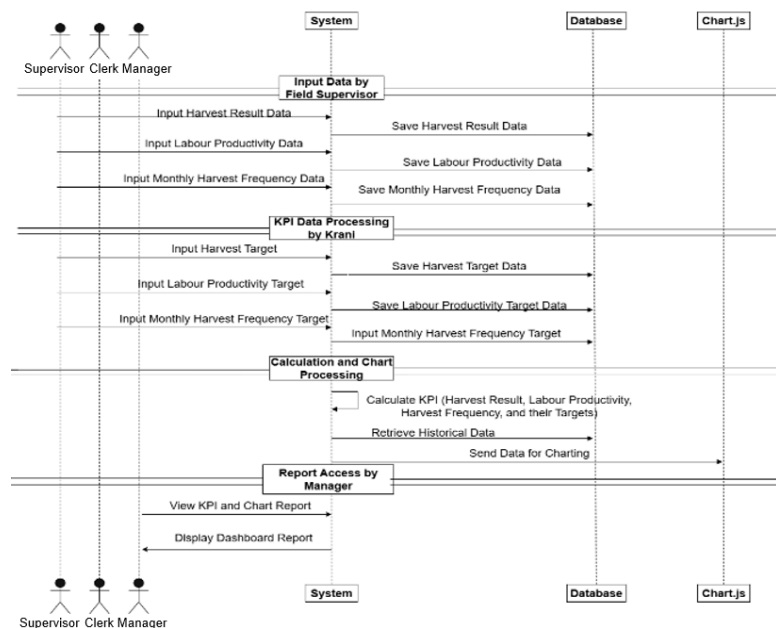 System Database Chart.js
Supervisor Clerk Manager
Input Data by
Field Supervisor
Input Harvest Result Data
Save Harvest Result Data
Input Labour Productivity Data
Save Labour Productivity Data
Input Monthly Harvest Frequency Data
Save Monthly Harvest Frequency Data
KPI Data Processing
by Krani
Input Harvest Target
Save Harvest Target Data
Input Labour Productivity Target
Save Labour Productivity Target Data
Input Monthly Harvest Frequency Target
Input Monthly Harvest Frequency Target
Calculation and Chart
Processing
Calculate KPI (Harvest Result, Labour Productivity,
Harvest Frequency, and their Targets)
Retrieve Historical Data
Send Data for Charting
Report Access by
Manager
View KPI and Chart Report
Display Dashboard Report
System Database Chart.js
Supervisor Clerk Manager